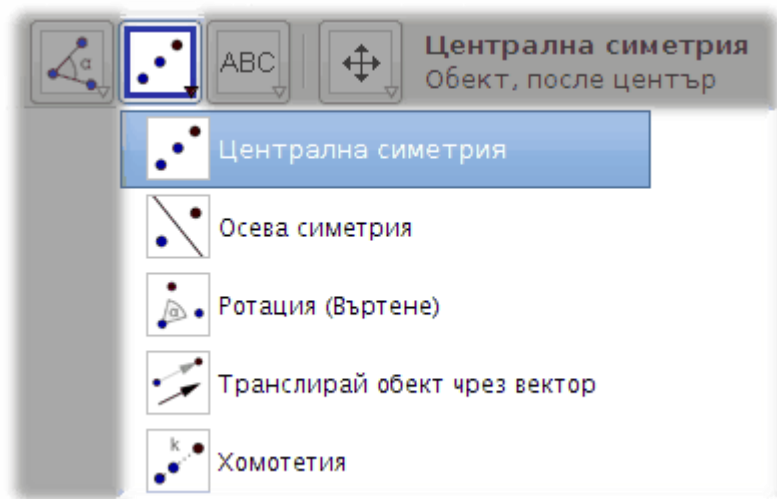 ABC
Централна симетрия
Обект, после център
Централна симетрия
Осева симетрия
α
Ротация (Въртене)
Транслирай обект чрез вектор
k
Хомотетия